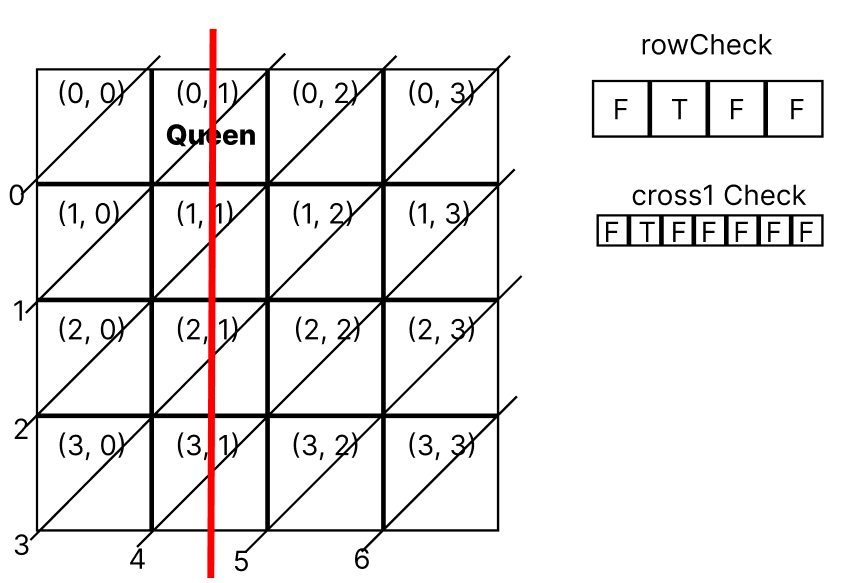 rowCheck
F T F F
cross1 Check
F T F F F F F
(0, 0) (0, 1) (0, 2) (0, 3)
Queen
0
(1, 0) (1, 1) (1, 2) (1, 3)
1
(2, 0) (2, 1) (2, 2) (2, 3)
2
(3, 0) (3, 1) (3, 2) (3, 3)
3 4 5 6